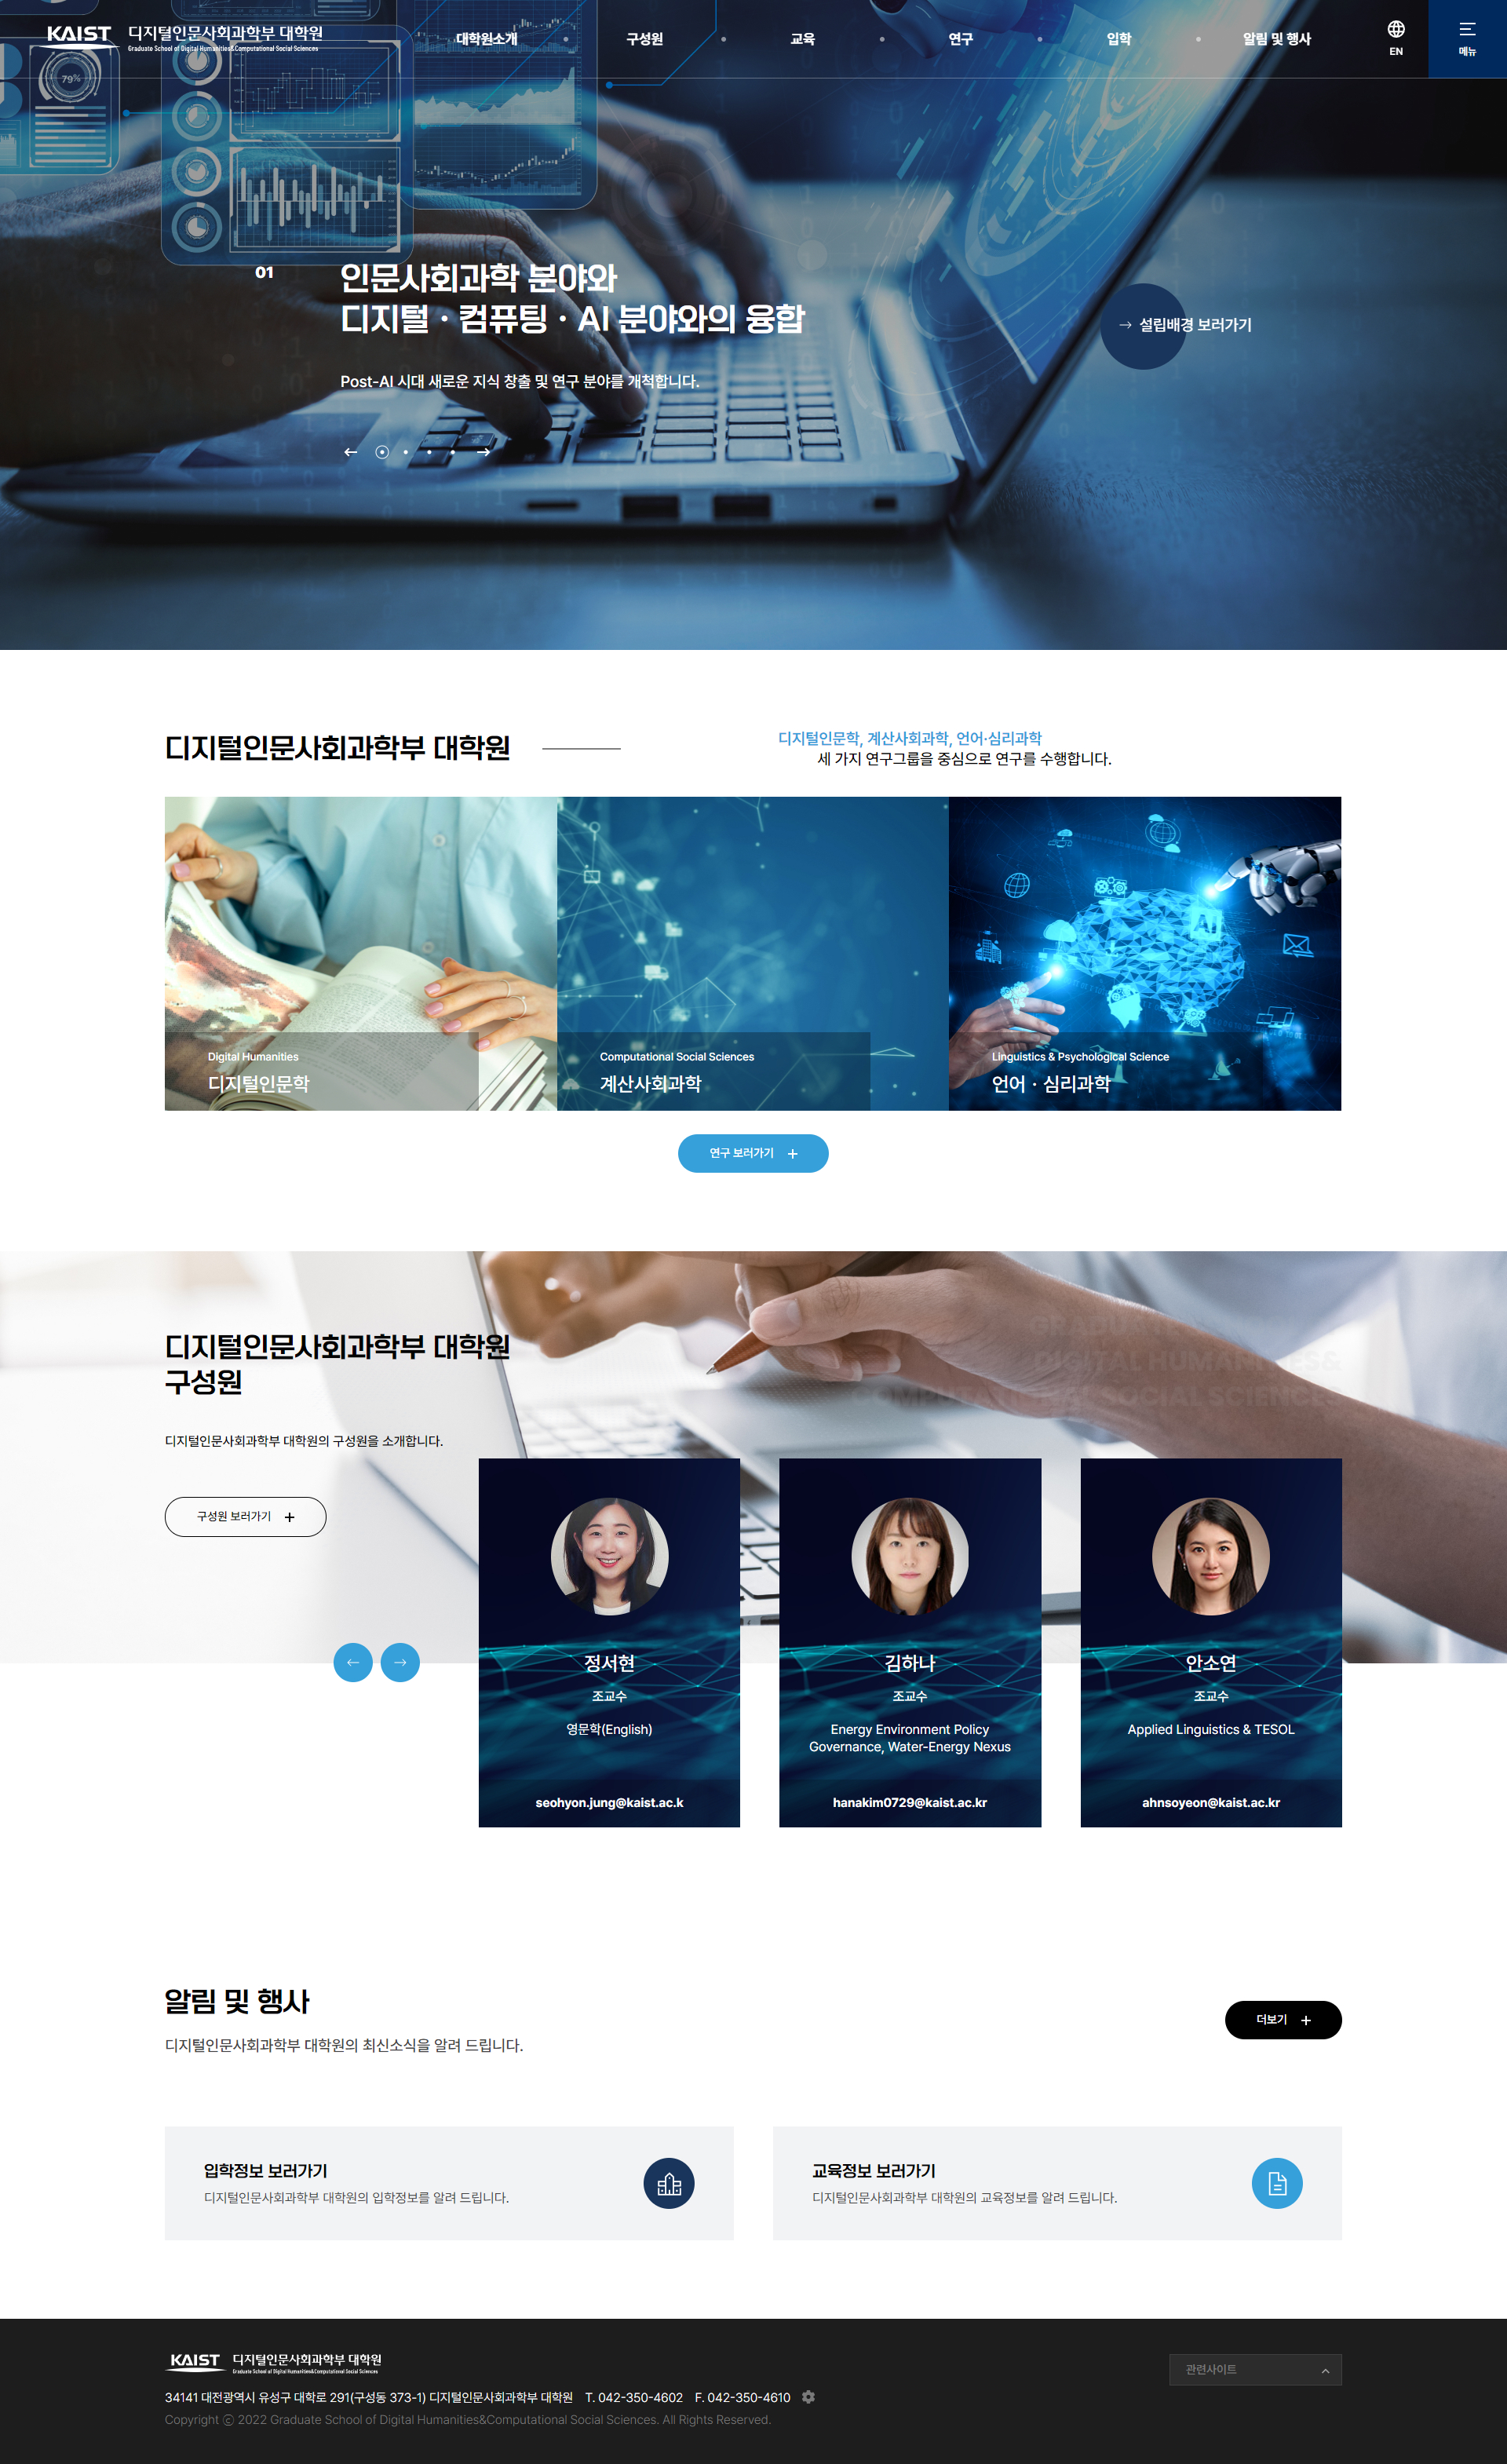 KAIST 디지털인문사회과학부 대학원
Graduate School of Digital Humanities&Computational Social Sciences
대학원소개
구성원
교육
연구
입학
알림 및 행사
EN
메뉴
79%
01
인문사회과학 분야와
디지털 · 컴퓨팅 · AI 분야와의 융합
Post-AI 시대 새로운 지식 창출 및 연구 분야를 개척합니다.
설립배경 보러가기
디지털인문사회과학부 대학원
디지털인문학, 계산사회과학, 언어·심리과학
세 가지 연구그룹을 중심으로 연구를 수행합니다.
AI
Digital Humanities
디지털인문학
Computational Social Sciences
계산사회과학
Linguistics & Psychological Science
언어 · 심리과학
연구 보러가기
디지털인문사회과학부 대학원
구성원
디지털인문사회과학부 대학원의 구성원을 소개합니다.
구성원 보러가기
정서현
조교수
영문학(English)
seohyon.jung@kaist.ac.k
김하나
조교수
Energy Environment Policy
Governance, Water-Energy Nexus
hanakim0729@kaist.ac.kr
안소연
조교수
Applied Linguistics & TESOL
ahnsoyeon@kaist.ac.kr
알림 및 행사
디지털인문사회과학부 대학원의 최신소식을 알려 드립니다.
더보기
입학정보 보러가기
디지털인문사회과학부 대학원의 입학정보를 알려 드립니다.
교육정보 보러가기
디지털인문사회과학부 대학원의 교육정보를 알려 드립니다.
KAIST 디지털인문사회과학부 대학원
Graduate School of Digital Humanities&Computational Social Sciences
관련사이트
34141 대전광역시 유성구 대학로 291(구성동 373-1) 디지털인문사회과학부 대학원 T. 042-350-4602 F. 042-350-4610
Copyright ⓒ 2022 Graduate School of Digital Humanities&Computational Social Sciences. All Rights Reserved.